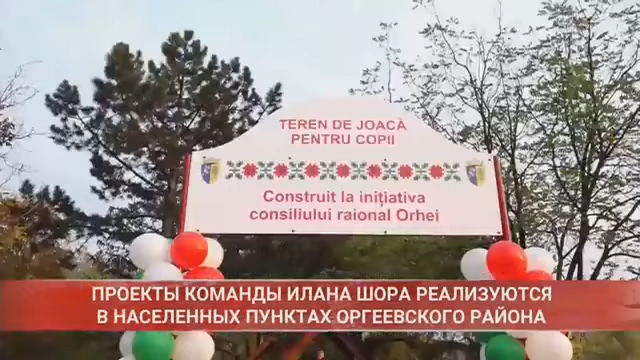 TEREN DE JOACĂ
PENTRU COPII
Construit la inițiativa
consiliului raional Orhei
ПРОЕКТЫ КОМАНДЫ ИЛАНА ШОРА РЕАЛИЗУЮТСЯ
В НАСЕЛЕННЫХ ПУНКТАХ ОРГЕЕВСКОГО РАЙОНА